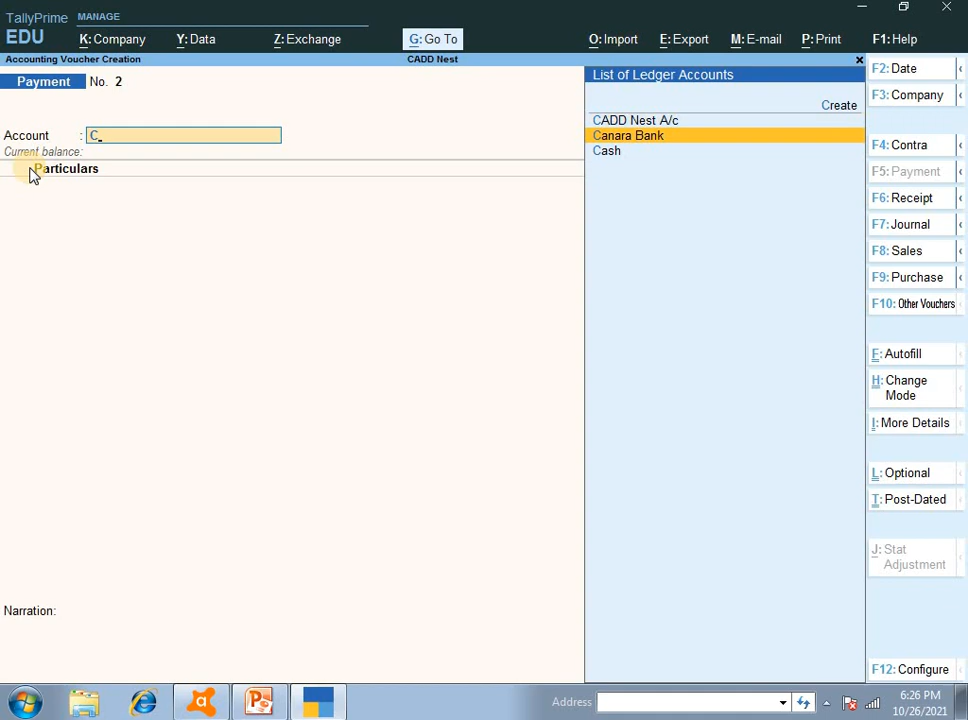 TallyPrime MANAGE
EDU K: Company Y: Data Z: Exchange G: Go To O: Import E: Export M: E-mail P: Print F1: Help
Accounting Voucher Creation CADD Nest
Payment No. 2
Account : C
Current balance:
Particulars
Narration:
List of Ledger Accounts
Create
CADD Nest A/c
Canara Bank
Cash
F2: Date
F3: Company
F4: Contra
F5: Payment
F6: Receipt
F7: Journal
F8: Sales
F9: Purchase
F10: Other Vouchers
F: Autofill
H: Change
Mode
I: More Details
L: Optional
T: Post-Dated
J: Stat
Adjustment
F12: Configure
Address
6:26 PM
10/26/2021